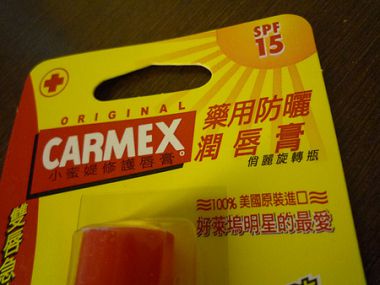 SPF
15
ORIGINAL
CARMEX
小蜜媞修護唇膏
藥用防曬
潤唇膏
俏麗旋轉瓶
100% 美國原裝進口
好萊塢明星的最愛